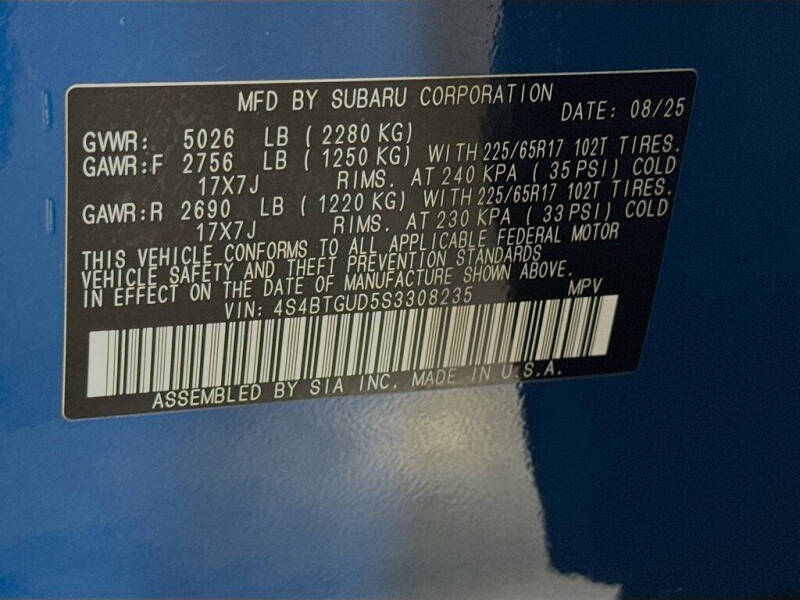 MFD BY SUBARU CORPORATION DATE: 08/25
GVWR: 5026 LB (2280 KG)
GAWR:F 2756 LB (1250 KG) WITH 225/65R17 102T TIRES.
17X7J RIMS. AT 240 KPA (35 PSI) COLD
GAWR:R 2690 LB (1220 KG) WITH 225/65R17 102T TIRES.
17X7J RIMS. AT 230 KPA (33 PSI) COLD
THIS VEHICLE CONFORMS TO ALL APPLICABLE FEDERAL MOTOR
VEHICLE SAFETY AND THEFT PREVENTION STANDARDS
IN EFFECT ON THE DATE OF MANUFACTURE SHOWN ABOVE.
VIN: 4S4BTGUD5S3308235 MPV
ASSEMBLED BY SIA INC. MADE IN U.S.A.